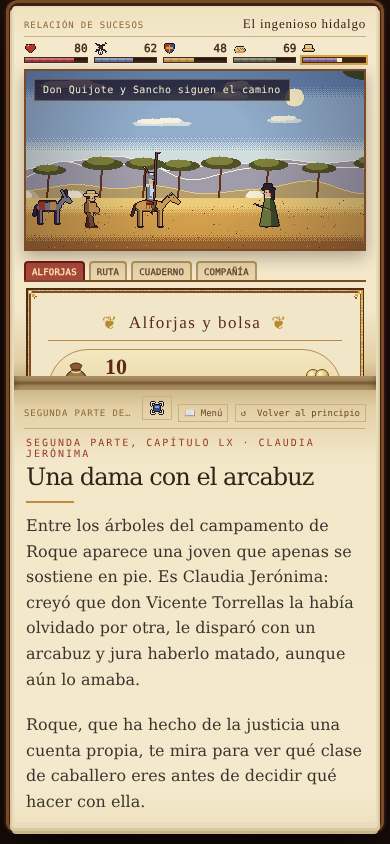 RELACIÓN DE SUCESOS
El ingenioso hidalgo
80 62 48 69
Don Quijote y Sancho siguen el camino
ALFORJAS RUTA CUADERNO COMPAÑÍA
Alforjas y bolsa
10
SEGUNDA PARTE DE… Menú ↺ Volver al principio
SEGUNDA PARTE, CAPÍTULO LX · CLAUDIA
JERÓNIMA
Una dama con el arcabuz
Entre los árboles del campamento de
Roque aparece una joven que apenas se
sostiene en pie. Es Claudia Jerónima:
creyó que don Vicente Torrellas la había
olvidado por otra, le disparó con un
arcabuz y jura haberlo matado, aunque
aún lo amaba.
Roque, que ha hecho de la justicia una
cuenta propia, te mira para ver qué clase
de caballero eres antes de decidir qué
hacer con ella.